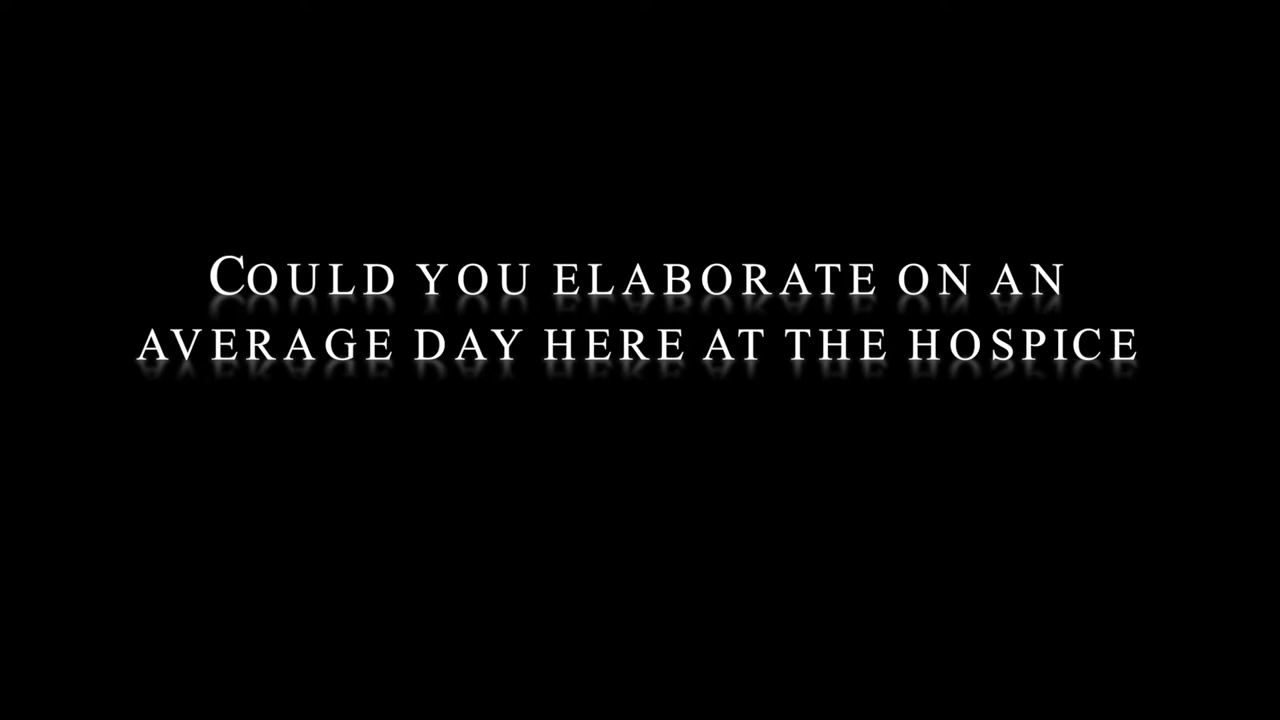 COULD YOU ELABORATE ON AN
AVERAGE DAY HERE AT THE HOSPICE